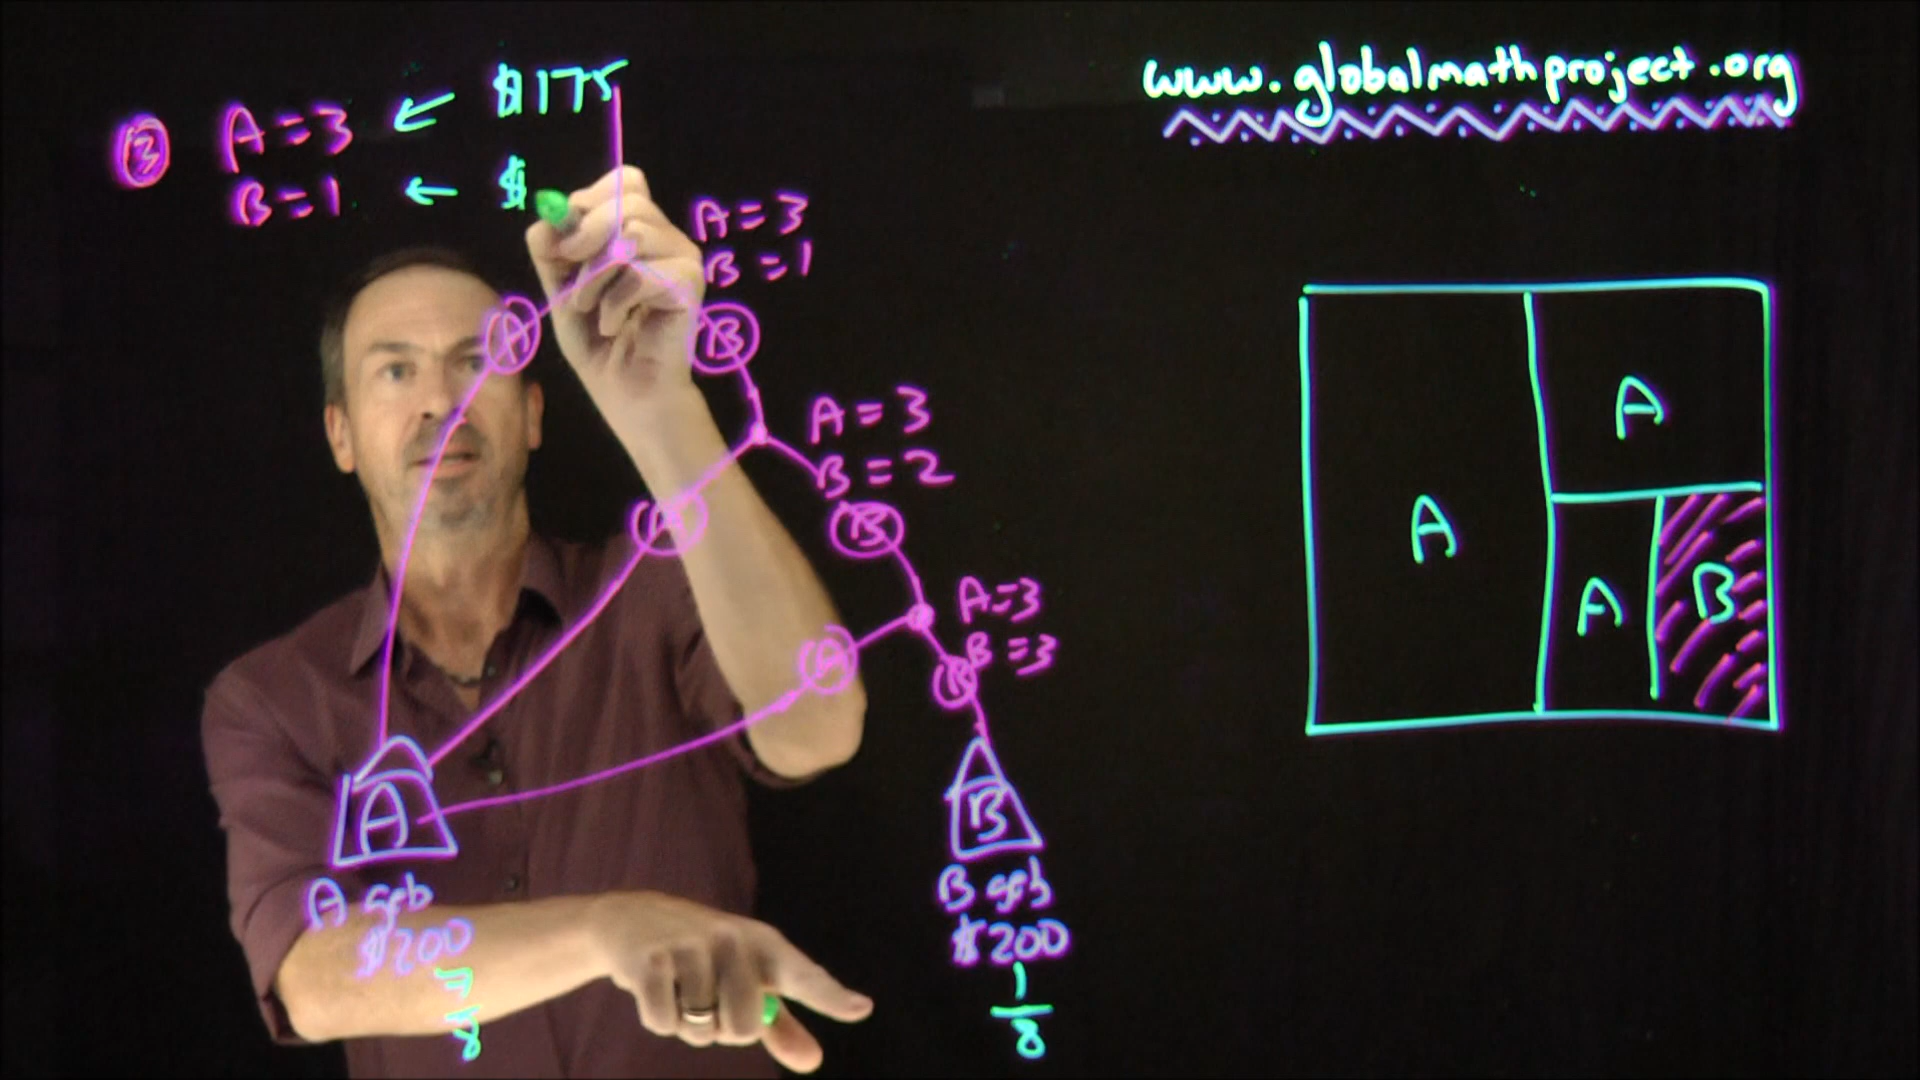 ③ A=3 ← $175
B=1 ← $
www.globalmathproject.org
A=3
B=1
A
B
A=3
B=2
A
B
A=3
B=3
A
B
A
B
A gets
$200
7/8
B gets
$200
1/8
A
A
A
B